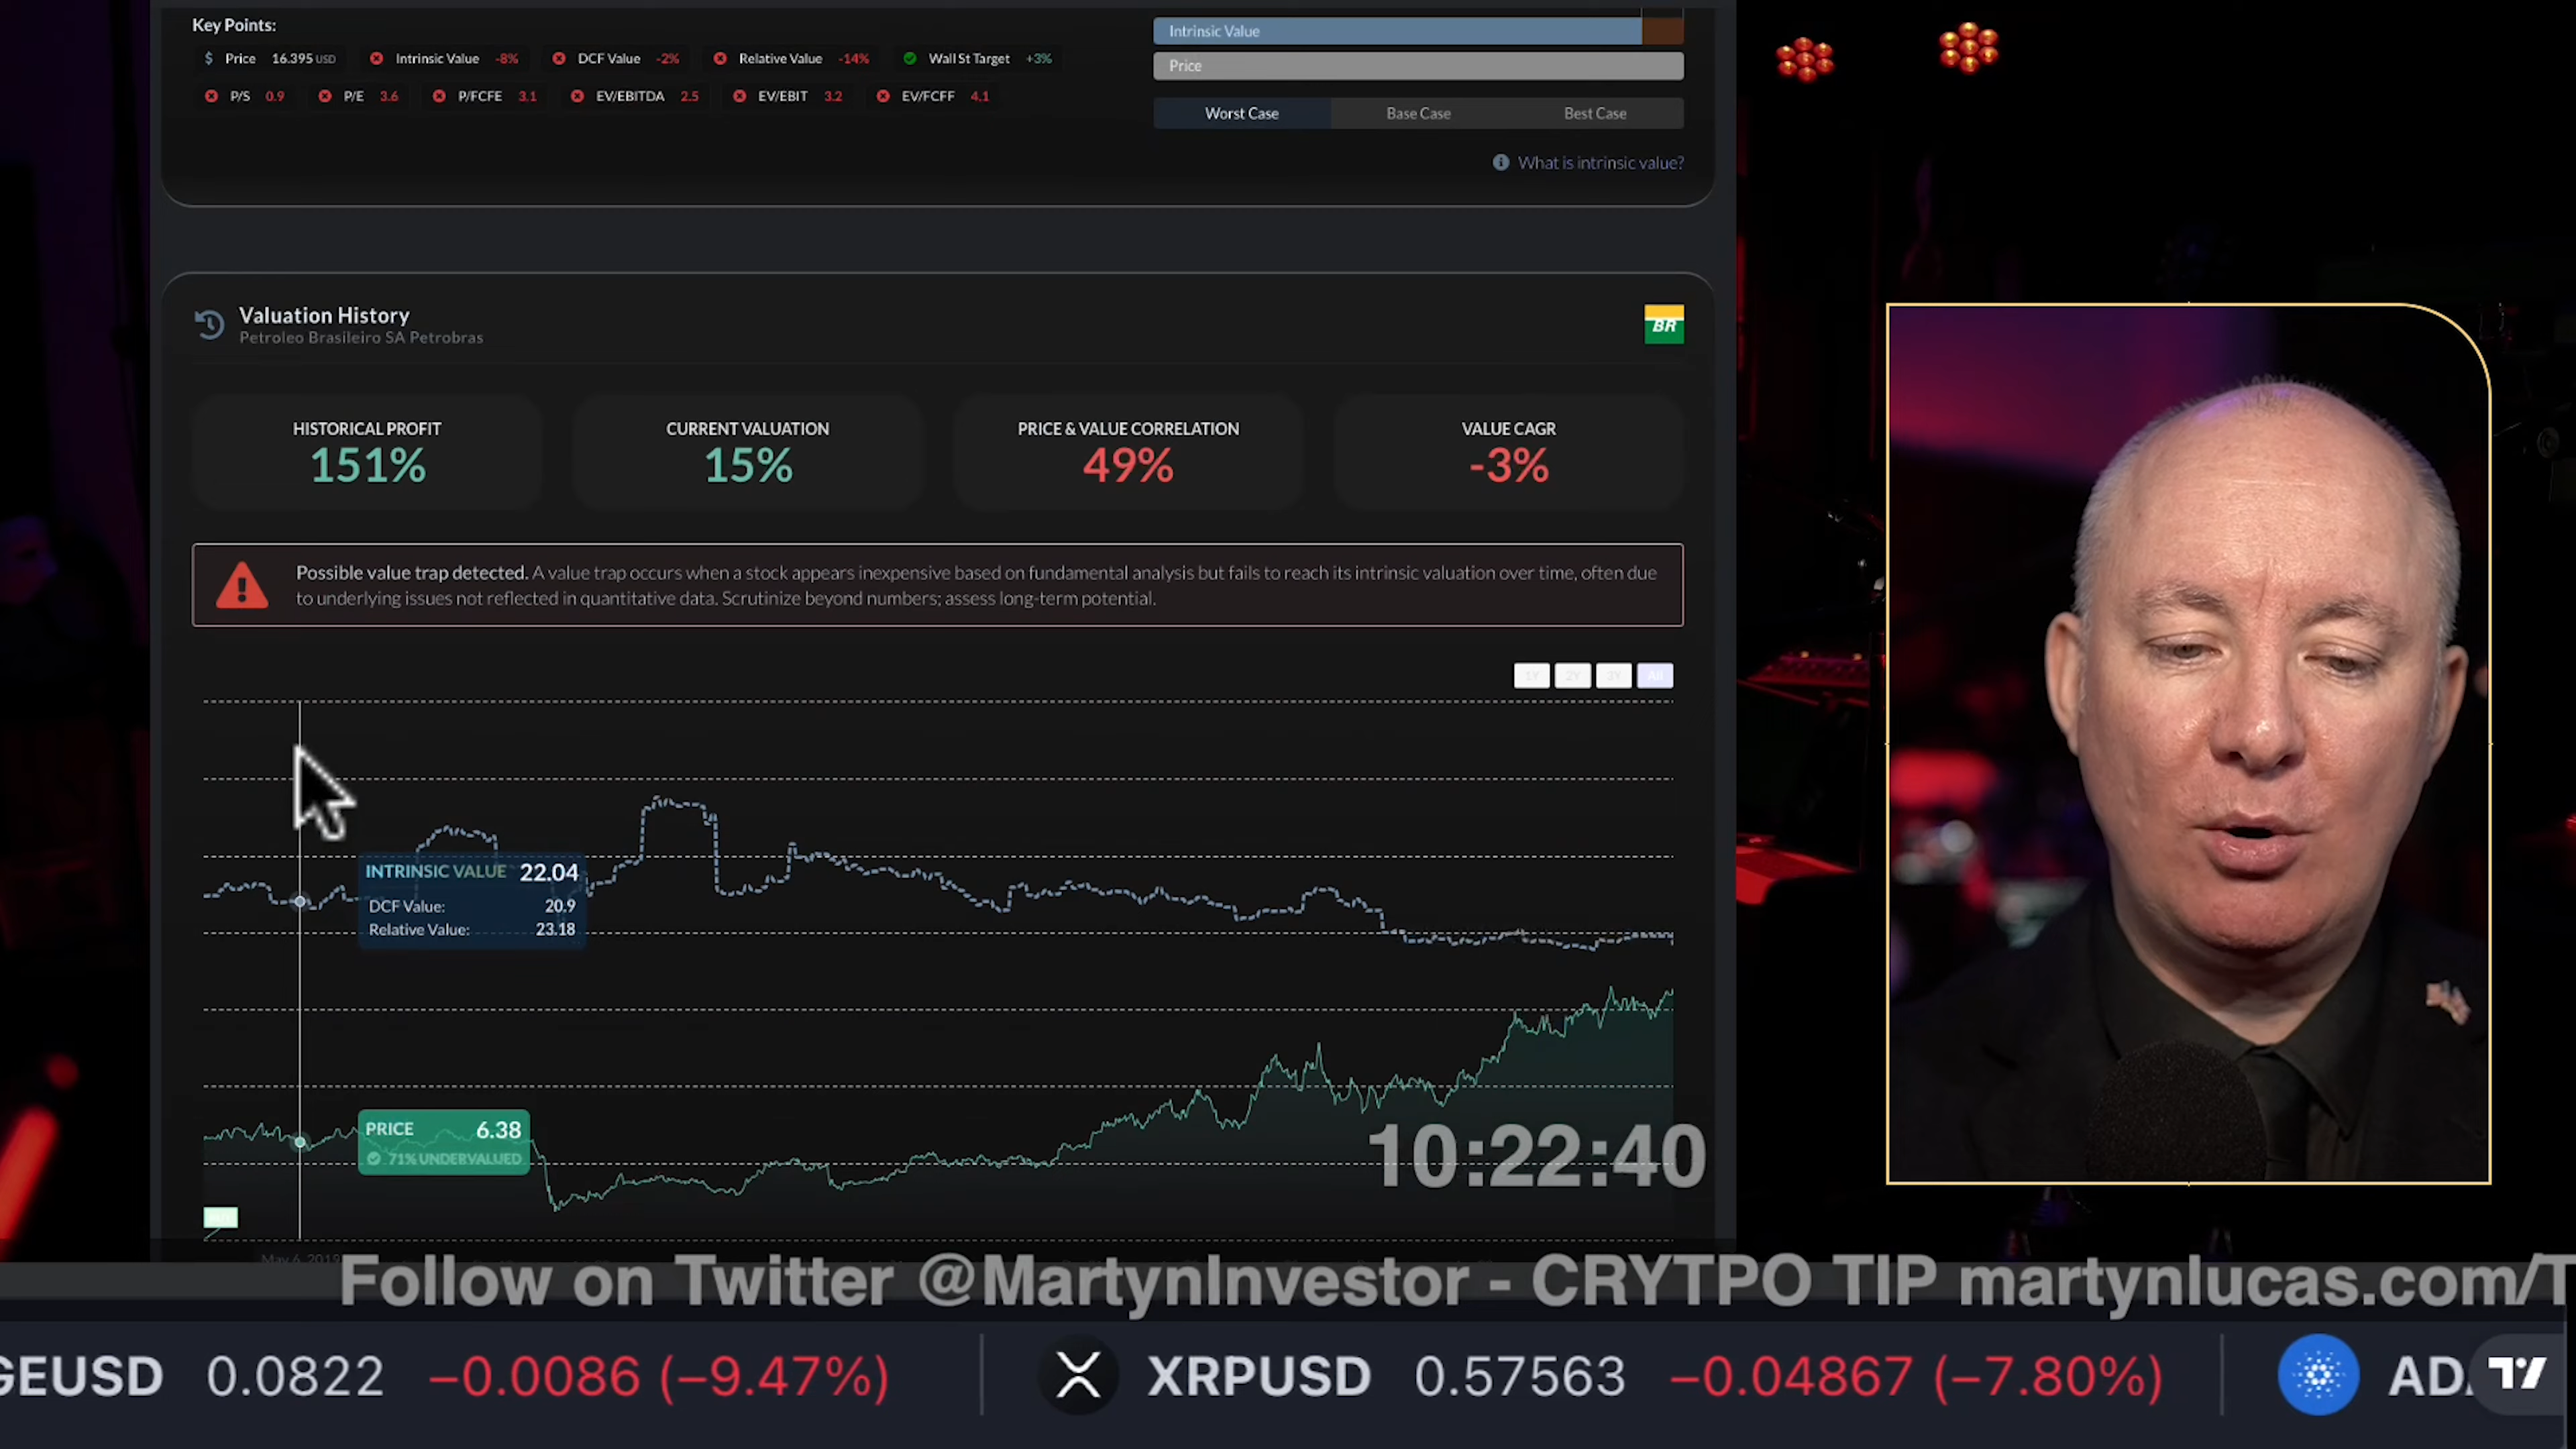 Key Points:
$ Price 16.395 USD Intrinsic Value -8% DCF Value -2% Relative Value -14% Wall St Target +3%
P/S 0.9 P/E 3.6 P/FCFE 3.1 EV/EBITDA 2.5 EV/EBIT 3.2 EV/FCFF 4.1
Intrinsic Value
Price
Worst Case Base Case Best Case
What is intrinsic value?
Valuation History
Petroleo Brasileiro SA Petrobras
BR
HISTORICAL PROFIT
151%
CURRENT VALUATION
15%
PRICE & VALUE CORRELATION
49%
VALUE CAGR
-3%
Possible value trap detected. A value trap occurs when a stock appears inexpensive based on fundamental analysis but fails to reach its intrinsic valuation over time, often due
to underlying issues not reflected in quantitative data. Scrutinize beyond numbers; assess long-term potential.
1Y 2Y 3Y All
INTRINSIC VALUE 22.04
DCF Value: 20.9
Relative Value: 23.18
PRICE 6.38
71% UNDERVALUED
10:22:40
May 6, 2019
Follow on Twitter @MartynInvestor - CRYTPO TIP martynlucas.com/T
GEUSD 0.0822 −0.0086 (−9.47%) XRPUSD 0.57563 −0.04867 (−7.80%) ADA